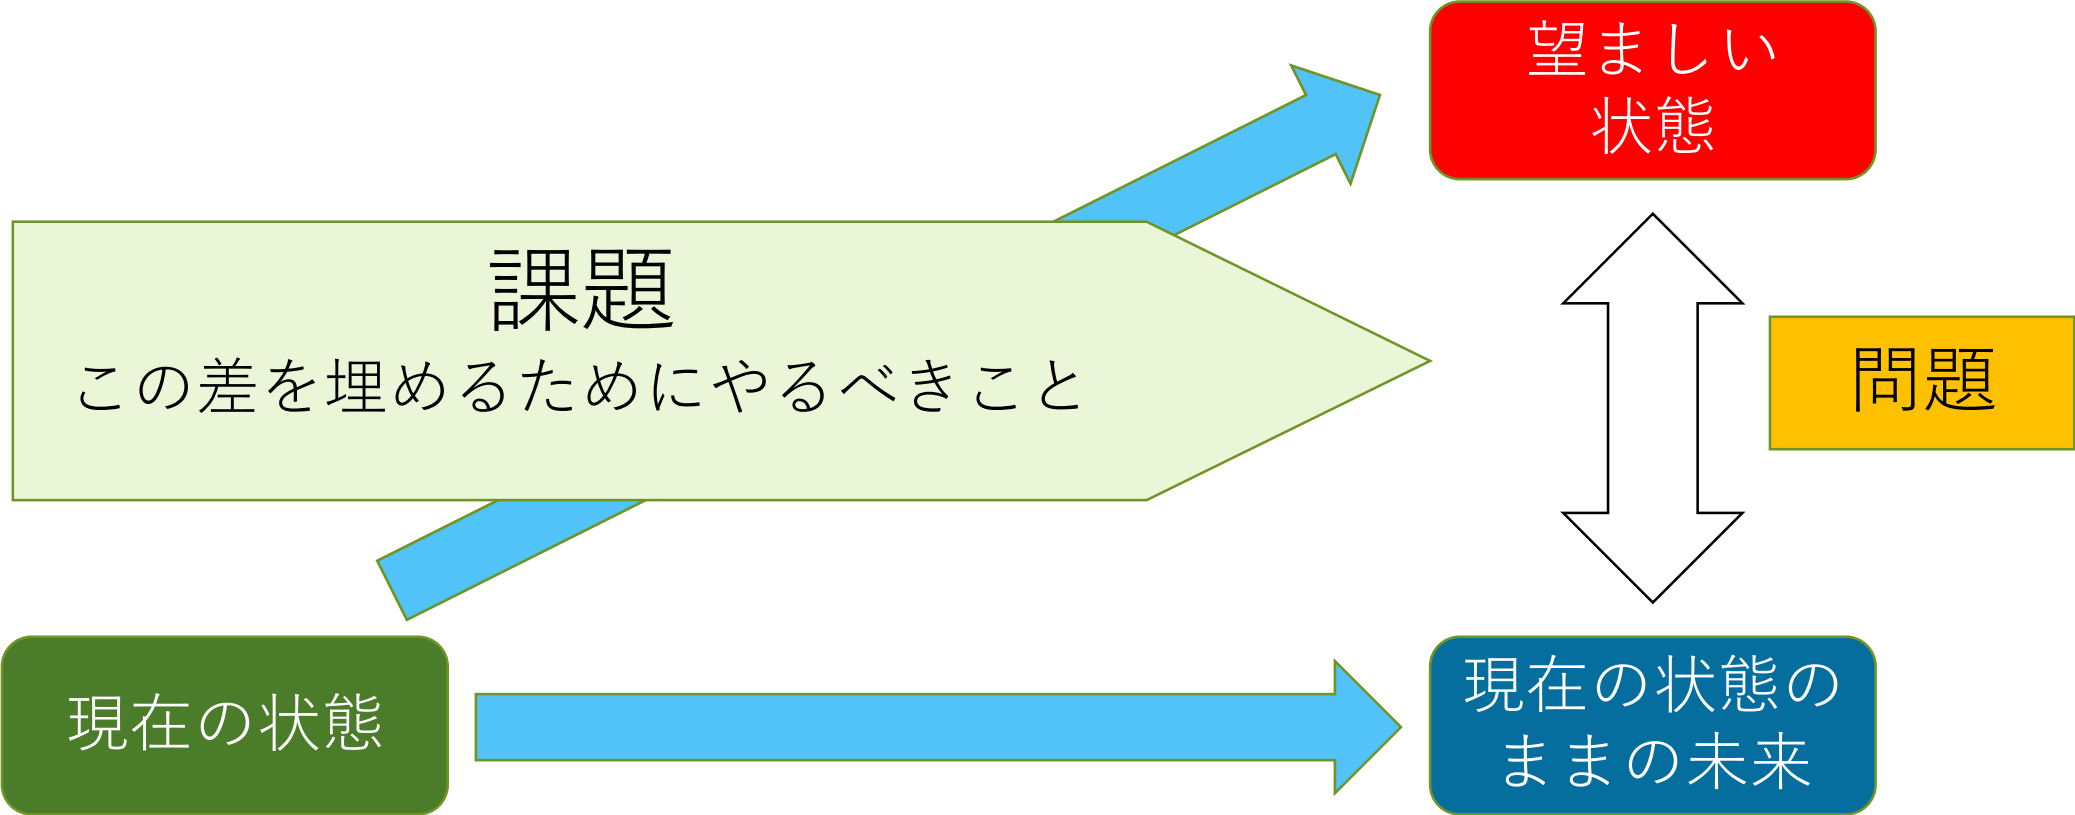 望ましい
状態
課題
この差を埋めるためにやるべきこと
問題
現在の状態
現在の状態の
ままの未来